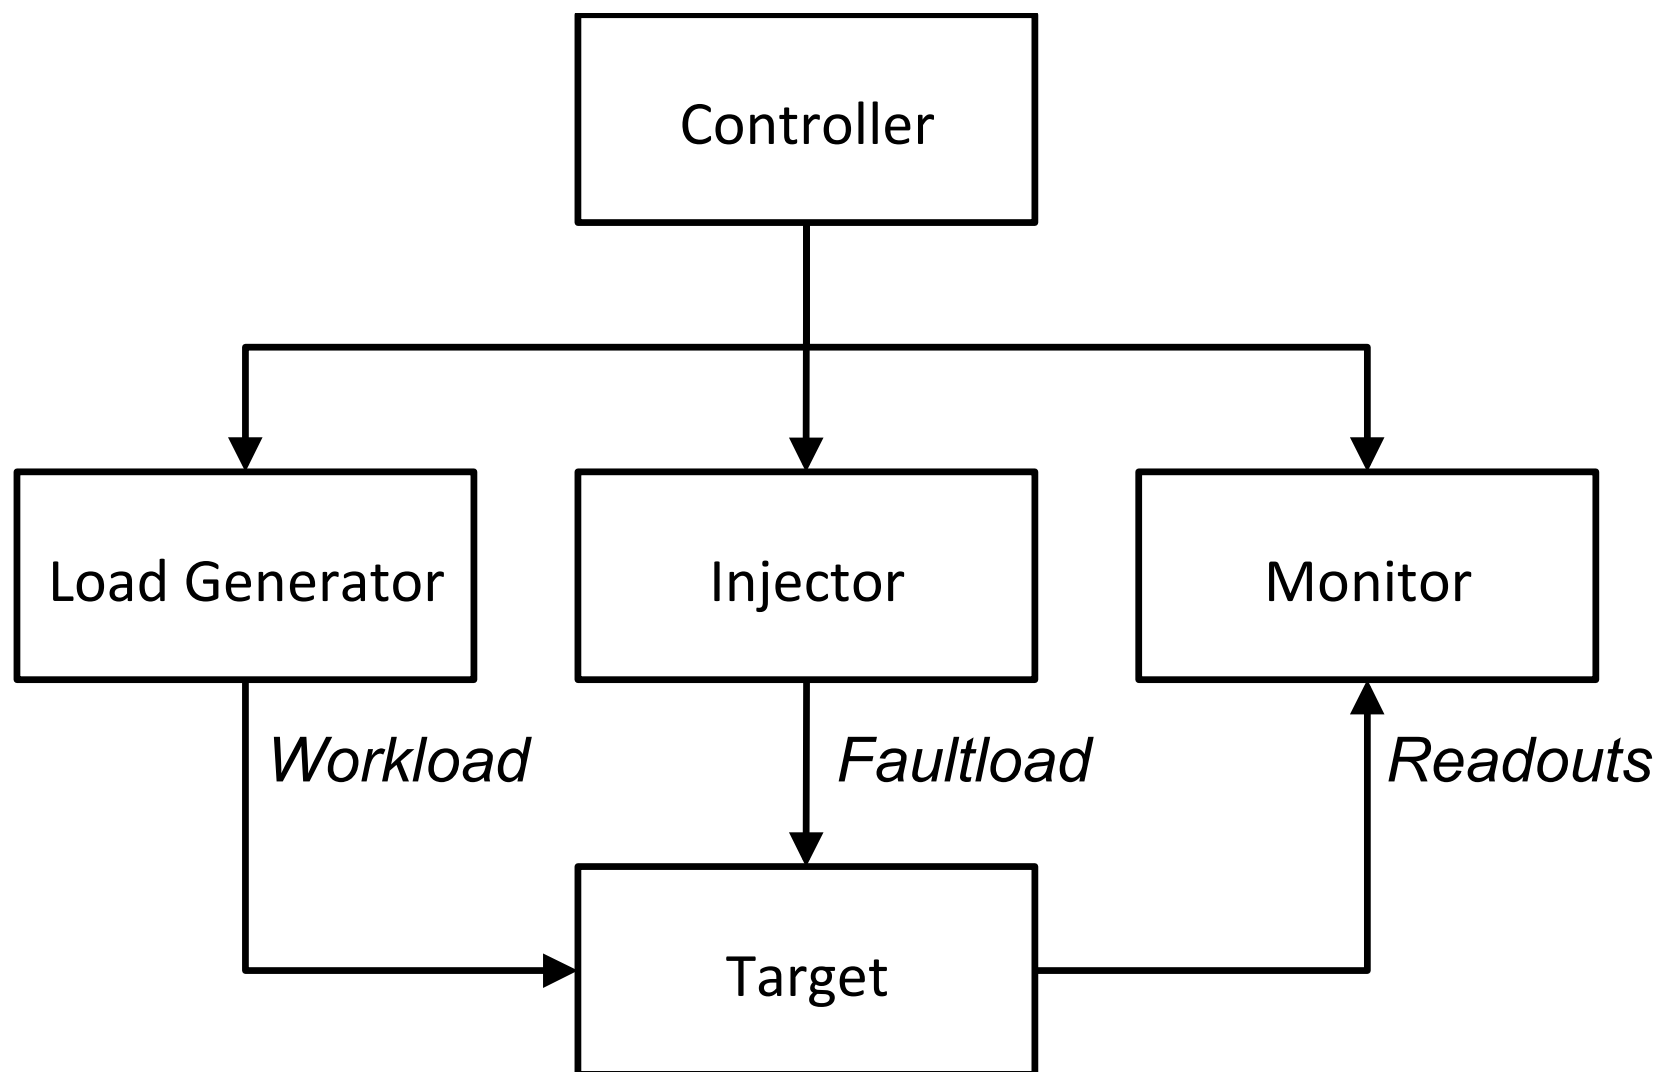 Controller
Load Generator
Injector
Monitor
Workload
Faultload
Readouts
Target